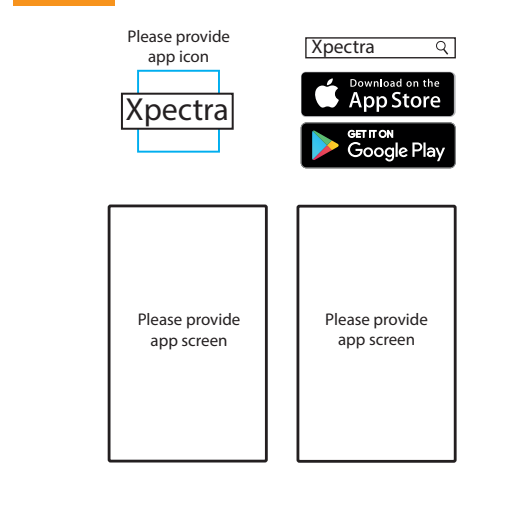 Please provide
app icon
Xpectra
Xpectra
Download on the
App Store
GET IT ON
Google Play
Please provide
app screen
Please provide
app screen